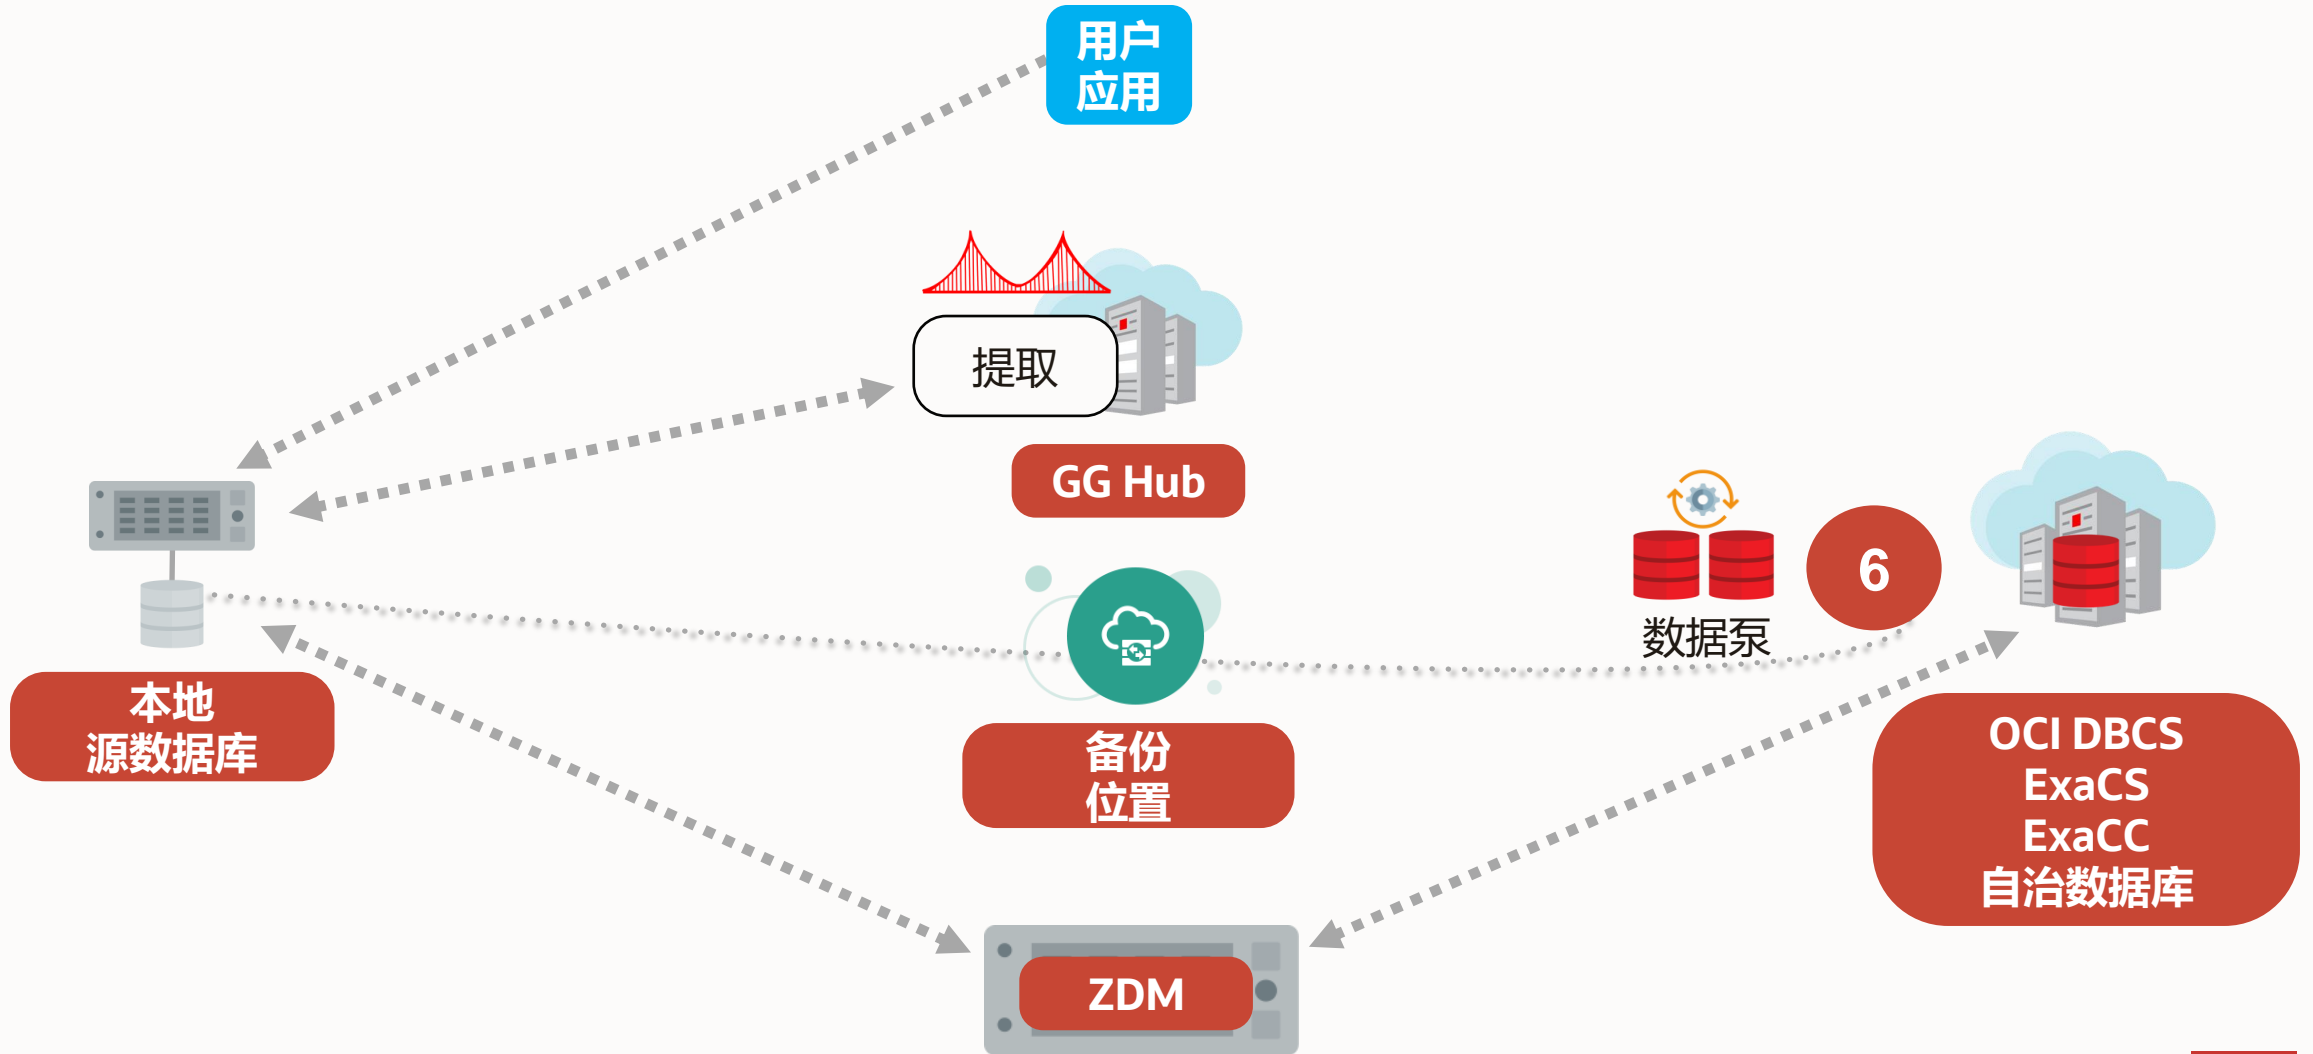 用户
应用
提取
GG Hub
6
数据泵
本地
源数据库
备份
位置
OCI DBCS
ExaCS
ExaCC
自治数据库
ZDM